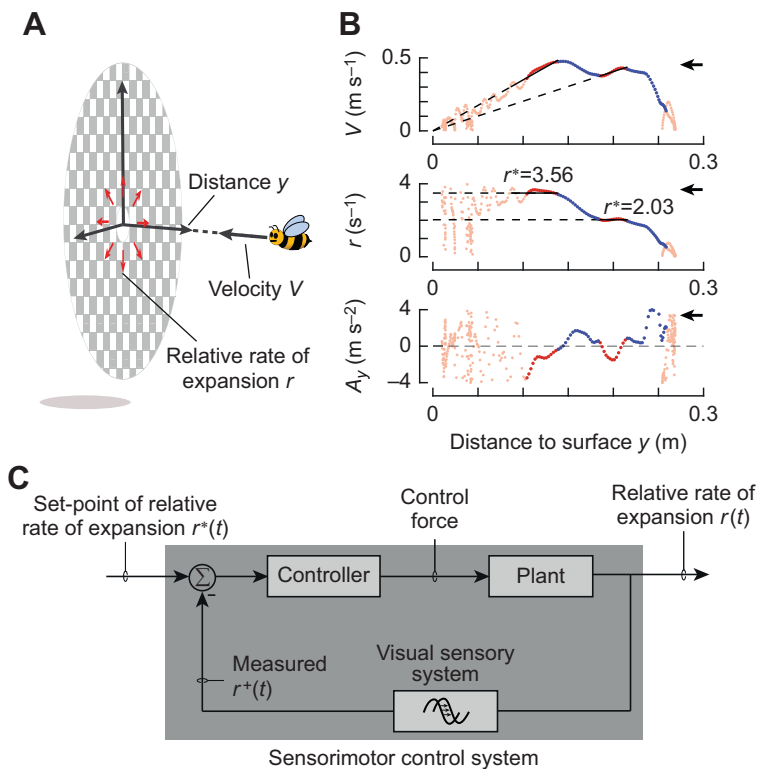 A
Distance y
Velocity V
Relative rate of
expansion r
B
V (m s⁻¹)
0.5
0
0
0.3
r (s⁻¹)
4
0
r*=3.56
r*=2.03
0
0.3
A_y (m s⁻²)
4
0
−4
0
0.3
Distance to surface y (m)
C
Set-point of relative
rate of expansion r*(t)
Control
force
Relative rate of
expansion r(t)
Σ
-
Controller
Plant
Measured
r⁺(t)
Visual sensory
system
Sensorimotor control system